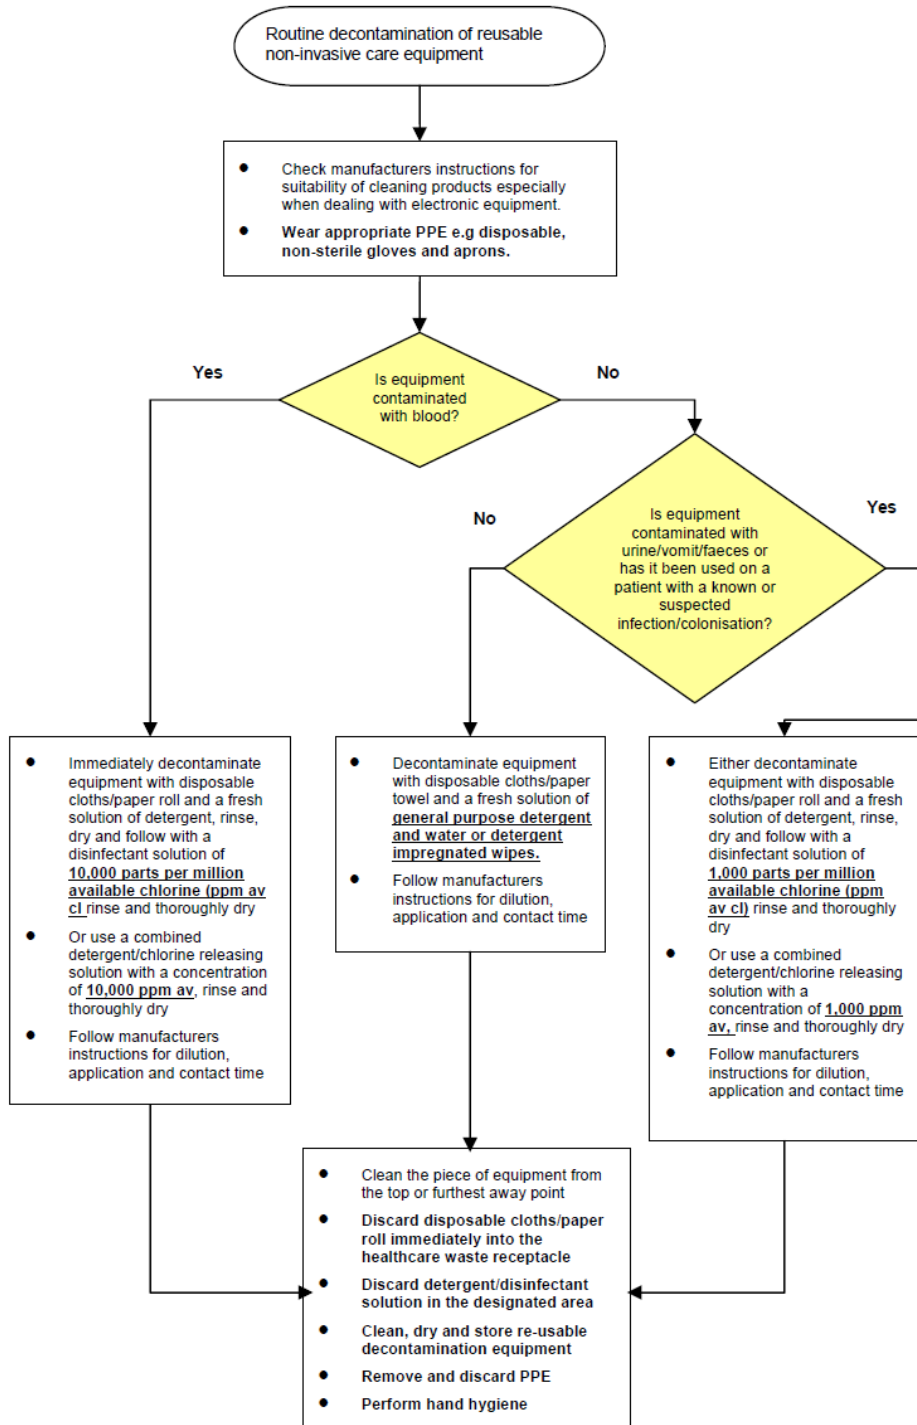 Routine decontamination of reusable
non-invasive care equipment
● Check manufacturers instructions for
suitability of cleaning products especially
when dealing with electronic equipment.
● Wear appropriate PPE e.g disposable,
non-sterile gloves and aprons.
Yes
Is equipment
contaminated
with blood?
No
No
Is equipment
contaminated with
urine/vomit/faeces or
has it been used on a
patient with a known or
suspected
infection/colonisation?
Yes
● Immediately decontaminate
equipment with disposable
cloths/paper roll and a fresh
solution of detergent, rinse,
dry and follow with a
disinfectant solution of
10,000 parts per million
available chlorine (ppm av
cl rinse and thoroughly dry
● Or use a combined
detergent/chlorine releasing
solution with a concentration
of 10,000 ppm av, rinse and
thoroughly dry
● Follow manufacturers
instructions for dilution,
application and contact time
● Decontaminate equipment
with disposable cloths/paper
towel and a fresh solution of
general purpose detergent
and water or detergent
impregnated wipes.
● Follow manufacturers
instructions for dilution,
application and contact time
● Either decontaminate
equipment with disposable
cloths/paper roll and a fresh
solution of detergent, rinse,
dry and follow with a
disinfectant solution of
1,000 parts per million
available chlorine (ppm
av cl) rinse and thoroughly
dry
● Or use a combined
detergent/chlorine releasing
solution with a
concentration of 1,000 ppm
av, rinse and thoroughly dry
● Follow manufacturers
instructions for dilution,
application and contact time
● Clean the piece of equipment from
the top or furthest away point
● Discard disposable cloths/paper
roll immediately into the
healthcare waste receptacle
● Discard detergent/disinfectant
solution in the designated area
● Clean, dry and store re-usable
decontamination equipment
● Remove and discard PPE
● Perform hand hygiene